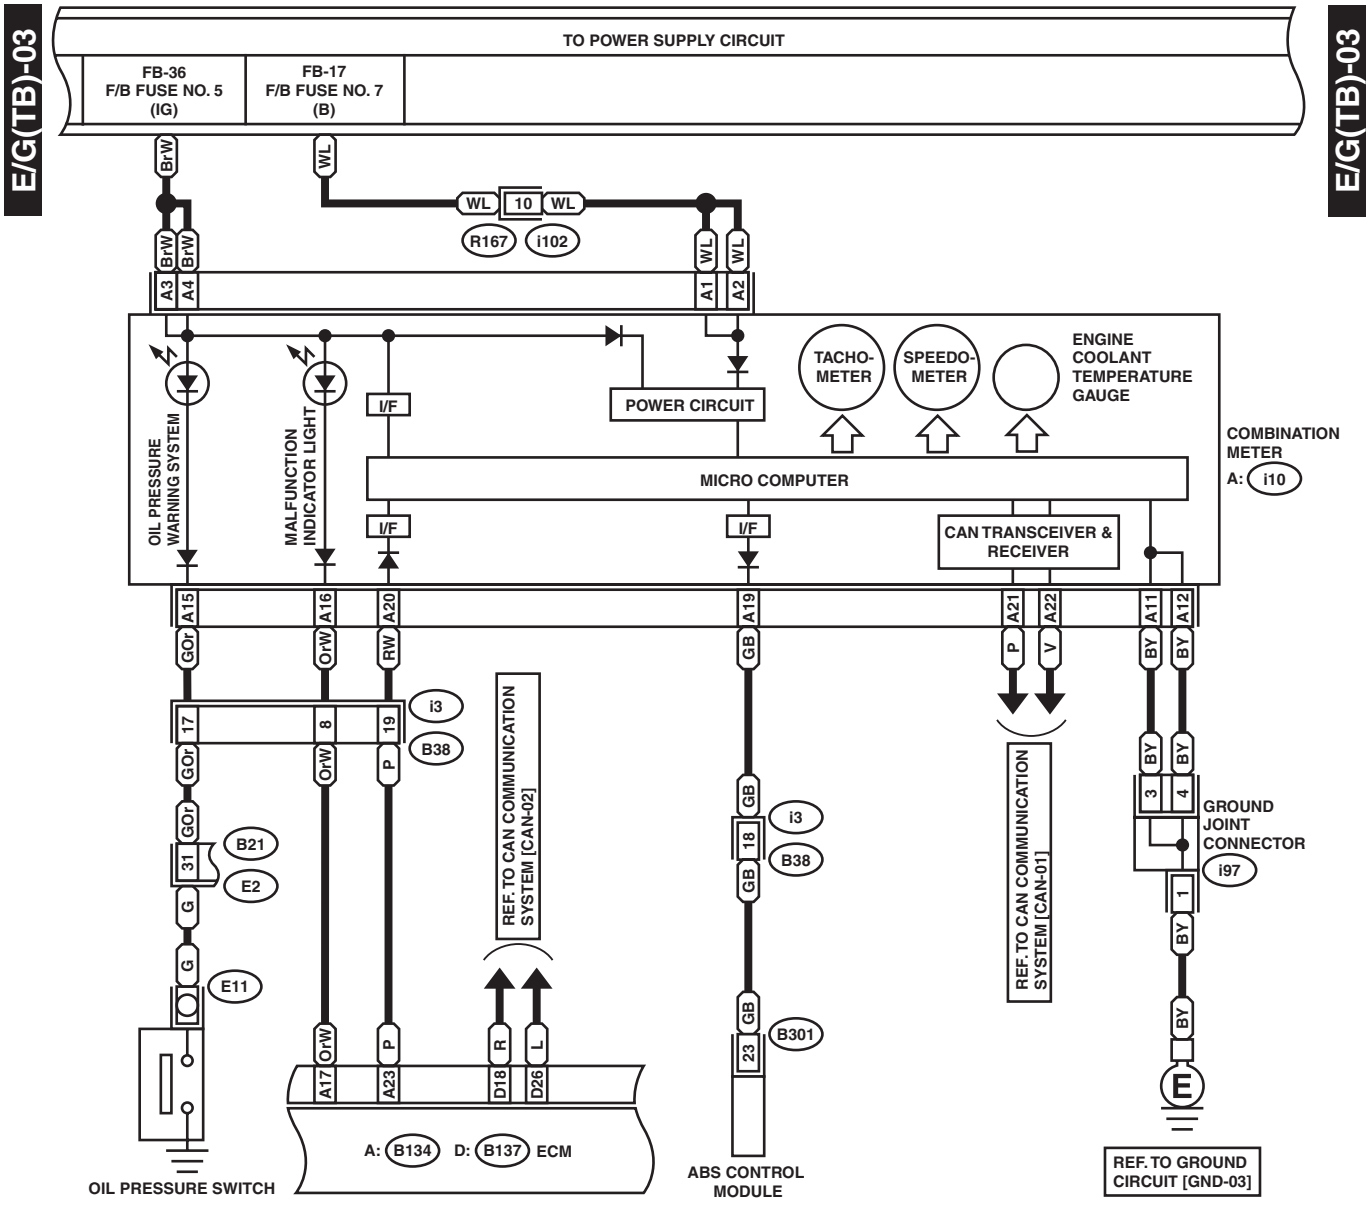 E/G(TB)-03
E/G(TB)-03
TO POWER SUPPLY CIRCUIT
FB-36
F/B FUSE NO. 5
(IG)
FB-17
F/B FUSE NO. 7
(B)
BrW
WL
WL
10
WL
R167
i102
BrW
BrW
WL
WL
A3
A4
A1
A2
TACHO-
METER
SPEEDO-
METER
ENGINE
COOLANT
TEMPERATURE
GAUGE
I/F
POWER CIRCUIT
OIL PRESSURE
WARNING SYSTEM
MALFUNCTION
INDICATOR LIGHT
COMBINATION
METER
A: i10
MICRO COMPUTER
I/F
I/F
CAN TRANSCEIVER &
RECEIVER
A15
A16
A20
A19
A21
A22
A11
A12
GOr
OrW
RW
GB
P
V
BY
BY
17
8
19
i3
B38
GOr
OrW
P
REF. TO CAN COMMUNICATION
SYSTEM [CAN-02]
REF. TO CAN COMMUNICATION
SYSTEM [CAN-01]
BY
BY
3
4
GROUND
JOINT
CONNECTOR
i97
1
BY
BY
E
REF. TO GROUND
CIRCUIT [GND-03]
GB
18
i3
B38
GB
GB
23
B301
ABS CONTROL
MODULE
GOr
31
B21
E2
G
G
E11
OIL PRESSURE SWITCH
OrW
P
R
L
A17
A23
D18
D26
A: B134 D: B137 ECM